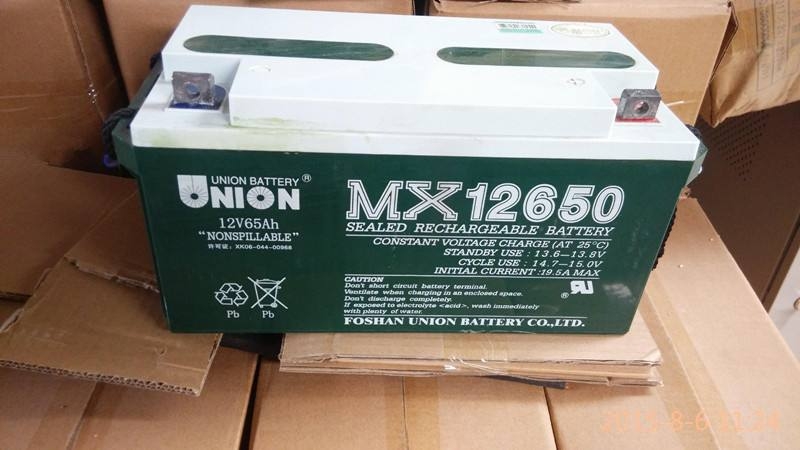 UNION BATTERY ®
UNION
12V65Ah
“NONSPILLABLE”
许可证：XK06-044-00968
Pb
Pb
MX12650
SEALED RECHARGEABLE BATTERY
CONSTANT VOLTAGE CHARGE (AT 25°C)
STANDBY USE : 13.6–13.8V
CYCLE USE : 14.7–15.0V
INITIAL CURRENT :19.5A MAX
CAUTION
Don't short circuit battery terminal.
Ventilate when charging in an enclosed space.
Don't discharge completely.
If exposed to electrolyte <acid>, wash immediately
with plenty of water.
FOSHAN UNION BATTERY CO.,LTD.
2015-8-6 11:24